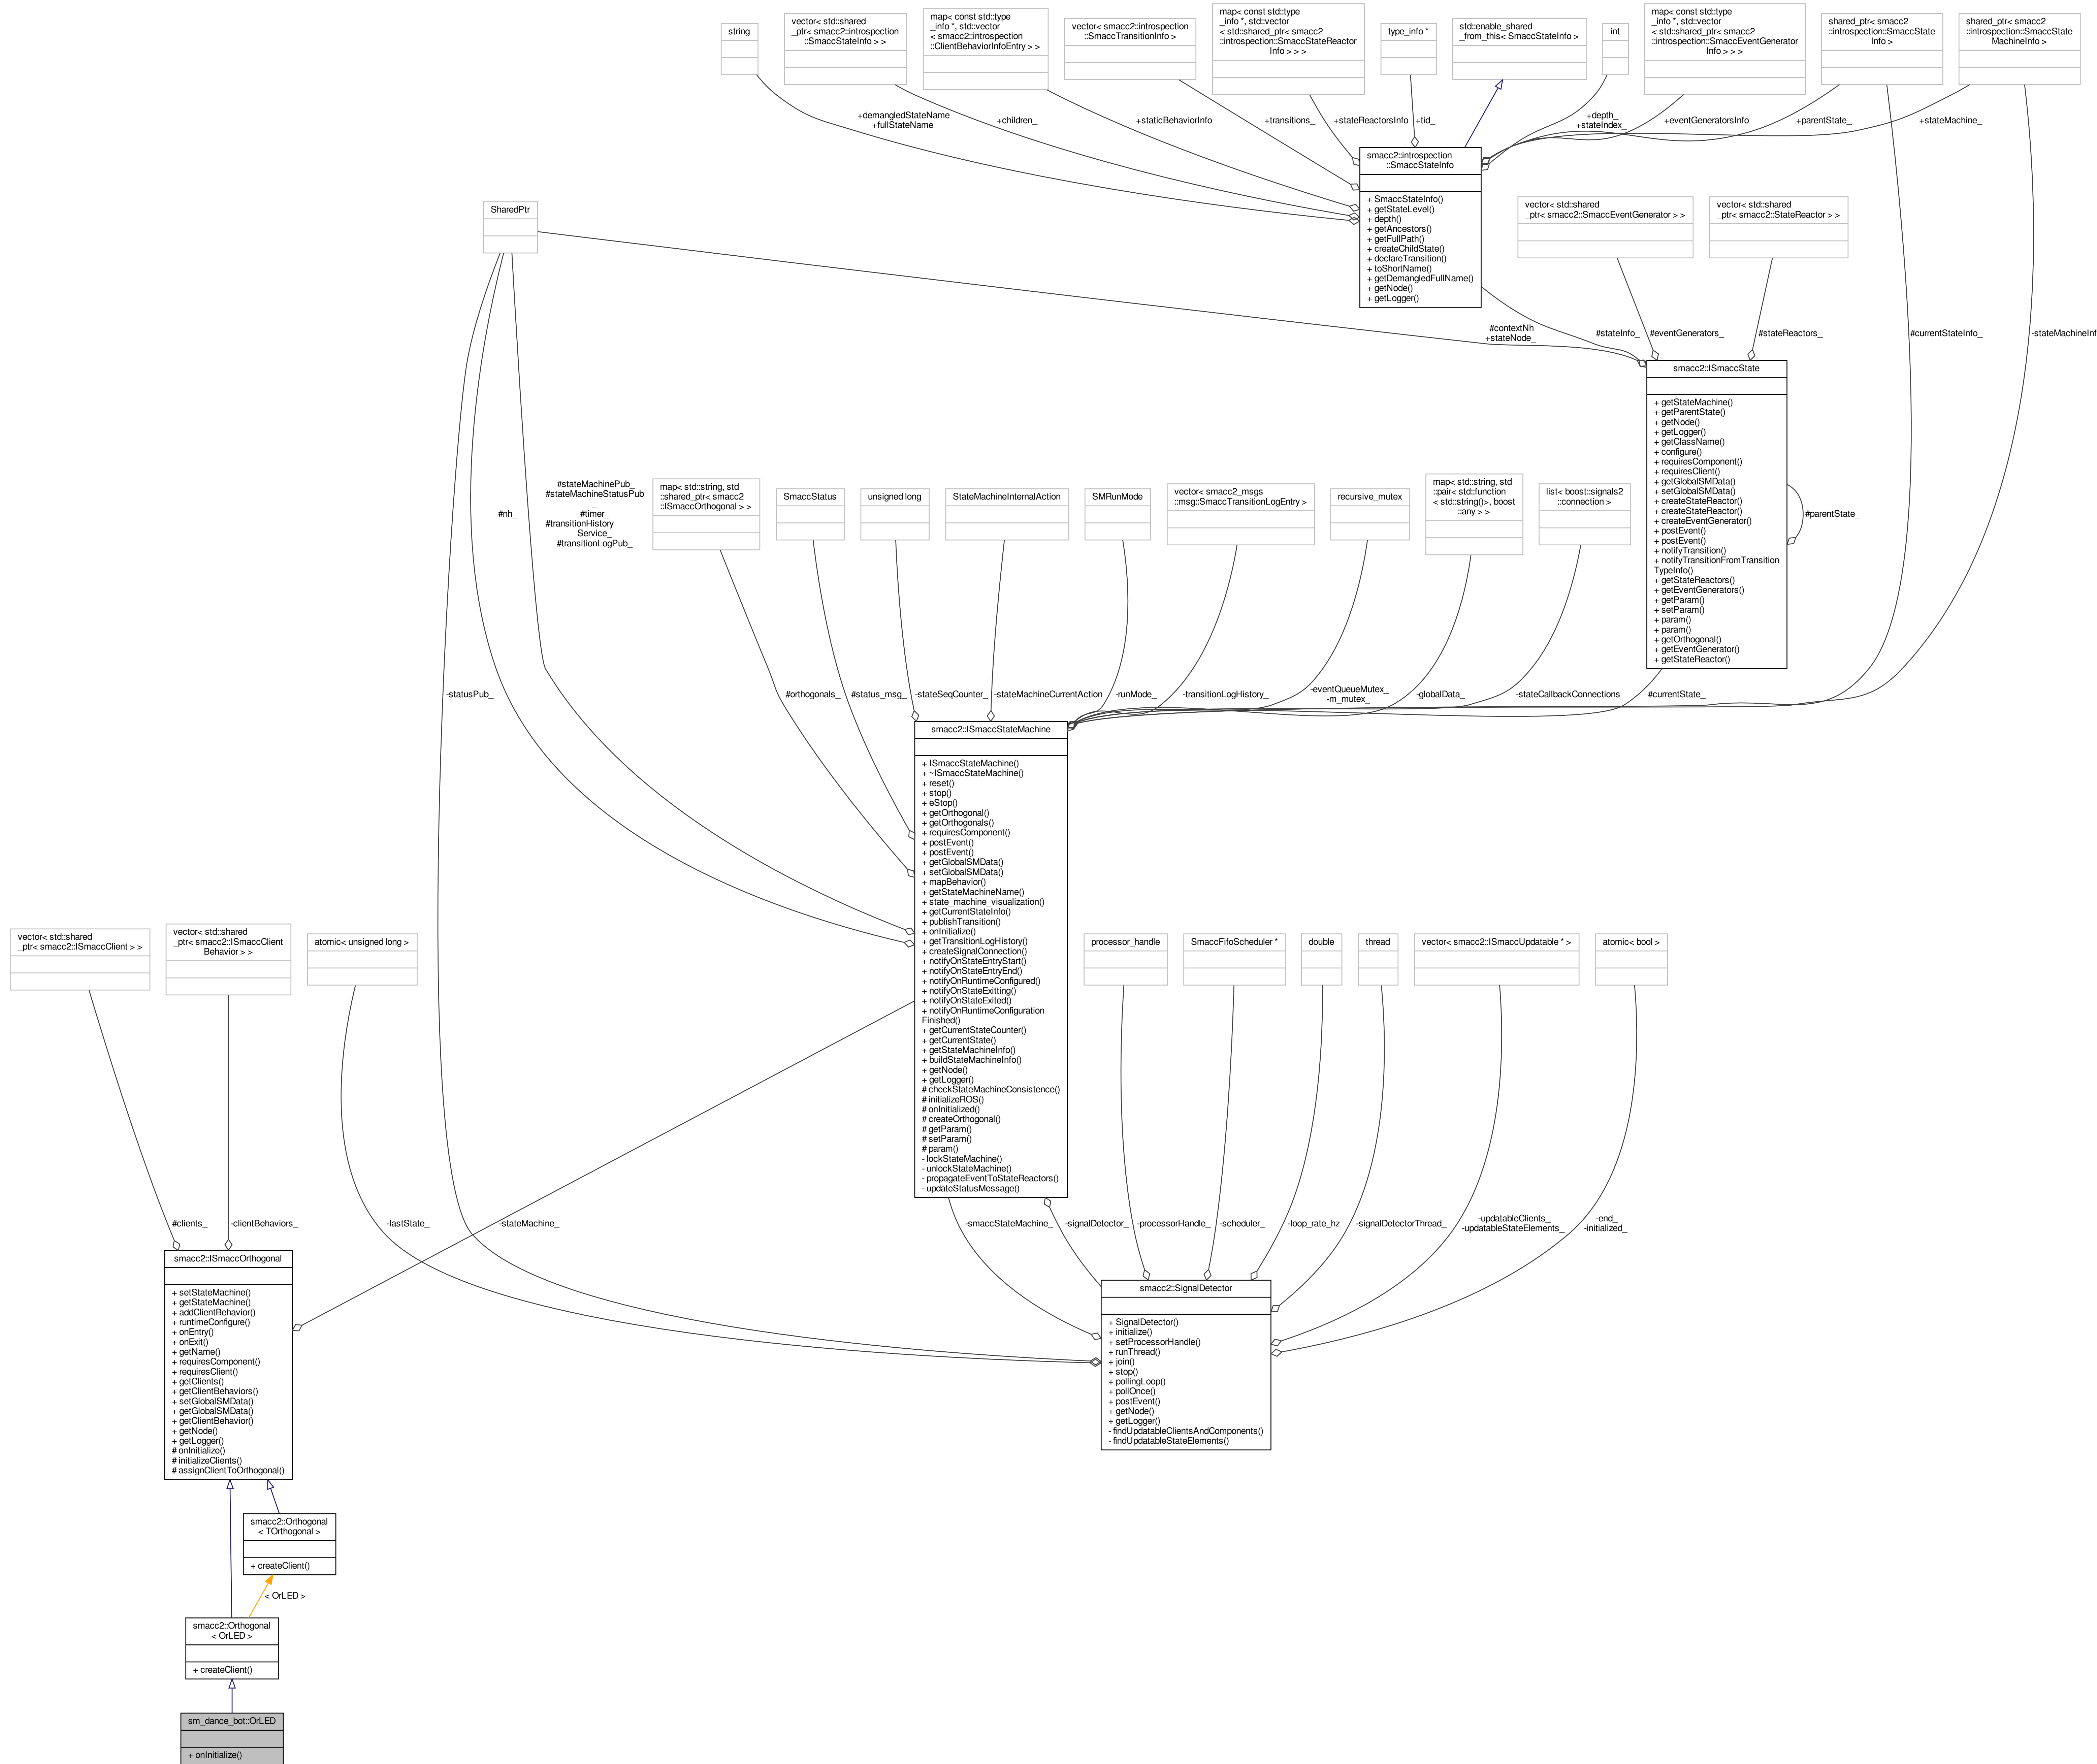 string
vector< std::shared
_ptr< smacc2::introspection
::SmaccStateInfo > >
map< const std::type
_info *, std::vector
< smacc2::introspection
::ClientBehaviorInfoEntry > >
vector< smacc2::introspection
::SmaccTransitionInfo >
map< const std::type
_info *, std::vector
< std::shared_ptr< smacc2
::introspection::SmaccStateReactor
Info > > >
type_info *
std::enable_shared
_from_this< SmaccStateInfo >
int
map< const std::type
_info *, std::vector
< std::shared_ptr< smacc2
::introspection::SmaccEventGenerator
Info > > >
shared_ptr< smacc2
::introspection::SmaccState
Info >
shared_ptr< smacc2
::introspection::SmaccState
MachineInfo >
+demangledStateName
+fullStateName
+children_
+staticBehaviorInfo
+transitions_
+stateReactorsInfo
+tid_
+depth_
+stateIndex_
+eventGeneratorsInfo
+parentState_
+stateMachine_
smacc2::introspection
::SmaccStateInfo
+ SmaccStateInfo()
+ getStateLevel()
+ depth()
+ getAncestors()
+ getFullPath()
+ createChildState()
+ declareTransition()
+ toShortName()
+ getDemangledFullName()
+ getNode()
+ getLogger()
SharedPtr
vector< std::shared
_ptr< smacc2::SmaccEventGenerator > >
vector< std::shared
_ptr< smacc2::StateReactor > >
#contextNh
+stateNode_
#stateInfo_
#eventGenerators_
#stateReactors_
#currentStateInfo_
-stateMachineInf
smacc2::ISmaccState
+ getStateMachine()
+ getParentState()
+ getNode()
+ getLogger()
+ getClassName()
+ configure()
+ requiresComponent()
+ requiresClient()
+ getGlobalSMData()
+ setGlobalSMData()
+ createStateReactor()
+ createStateReactor()
+ createEventGenerator()
+ postEvent()
+ postEvent()
+ notifyTransition()
+ notifyTransitionFromTransition
TypeInfo()
+ getStateReactors()
+ getEventGenerators()
+ getParam()
+ setParam()
+ param()
+ param()
+ getOrthogonal()
+ getEventGenerator()
+ getStateReactor()
#parentState_
#nh_
#stateMachinePub_
#stateMachineStatusPub
_
#timer_
#transitionHistory
Service_
#transitionLogPub_
map< std::string, std
::shared_ptr< smacc2
::ISmaccOrthogonal > >
SmaccStatus
unsigned long
StateMachineInternalAction
SMRunMode
vector< smacc2_msgs
::msg::SmaccTransitionLogEntry >
recursive_mutex
map< std::string, std
::pair< std::function
< std::string()>, boost
::any > >
list< boost::signals2
::connection >
-statusPub_
#orthogonals_
#status_msg_
-stateSeqCounter_
-stateMachineCurrentAction
-runMode_
-transitionLogHistory_
-eventQueueMutex_
-m_mutex_
-globalData_
-stateCallbackConnections
#currentState_
smacc2::ISmaccStateMachine
+ ISmaccStateMachine()
+ ~ISmaccStateMachine()
+ reset()
+ stop()
+ eStop()
+ getOrthogonal()
+ getOrthogonals()
+ requiresComponent()
+ postEvent()
+ postEvent()
+ getGlobalSMData()
+ setGlobalSMData()
+ mapBehavior()
+ getStateMachineName()
+ state_machine_visualization()
+ getCurrentStateInfo()
+ publishTransition()
+ onInitialize()
+ getTransitionLogHistory()
+ createSignalConnection()
+ notifyOnStateEntryStart()
+ notifyOnStateEntryEnd()
+ notifyOnRuntimeConfigured()
+ notifyOnStateExitting()
+ notifyOnStateExited()
+ notifyOnRuntimeConfiguration
Finished()
+ getCurrentStateCounter()
+ getCurrentState()
+ getStateMachineInfo()
+ buildStateMachineInfo()
+ getNode()
+ getLogger()
# checkStateMachineConsistence()
# initializeROS()
# onInitialized()
# createOrthogonal()
# getParam()
# setParam()
# param()
- lockStateMachine()
- unlockStateMachine()
- propagateEventToStateReactors()
- updateStatusMessage()
vector< std::shared
_ptr< smacc2::ISmaccClient > >
vector< std::shared
_ptr< smacc2::ISmaccClient
Behavior > >
atomic< unsigned long >
processor_handle
SmaccFifoScheduler *
double
thread
vector< smacc2::ISmaccUpdatable * >
atomic< bool >
#clients_
-clientBehaviors_
-lastState_
-stateMachine_
-smaccStateMachine_
-signalDetector_
-processorHandle_
-scheduler_
-loop_rate_hz
-signalDetectorThread_
-updatableClients_
-updatableStateElements_
-end_
-initialized_
smacc2::ISmaccOrthogonal
+ setStateMachine()
+ getStateMachine()
+ addClientBehavior()
+ runtimeConfigure()
+ onEntry()
+ onExit()
+ getName()
+ requiresComponent()
+ requiresClient()
+ getClients()
+ getClientBehaviors()
+ setGlobalSMData()
+ getGlobalSMData()
+ getClientBehavior()
+ getNode()
+ getLogger()
# onInitialize()
# initializeClients()
# assignClientToOrthogonal()
smacc2::SignalDetector
+ SignalDetector()
+ initialize()
+ setProcessorHandle()
+ runThread()
+ join()
+ stop()
+ pollingLoop()
+ pollOnce()
+ postEvent()
+ getNode()
+ getLogger()
- findUpdatableClientsAndComponents()
- findUpdatableStateElements()
smacc2::Orthogonal
< TOrthogonal >
+ createClient()
< OrLED >
smacc2::Orthogonal
< OrLED >
+ createClient()
sm_dance_bot::OrLED
+ onInitialize()